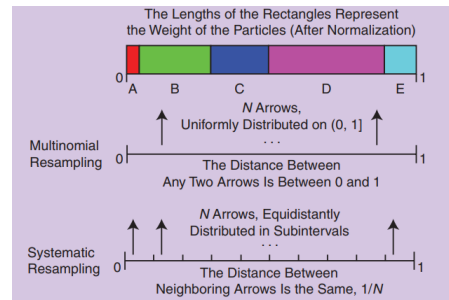 The Lengths of the Rectangles Represent
the Weight of the Particles (After Normalization)
0 1
A B C D E
N Arrows,
Uniformly Distributed on (0, 1]
...
Multinomial
Resampling
0 1
The Distance Between
Any Two Arrows Is Between 0 and 1
N Arrows, Equidistantly
Distributed in Subintervals
...
Systematic
Resampling
0 1
The Distance Between
Neighboring Arrows Is the Same, 1/N